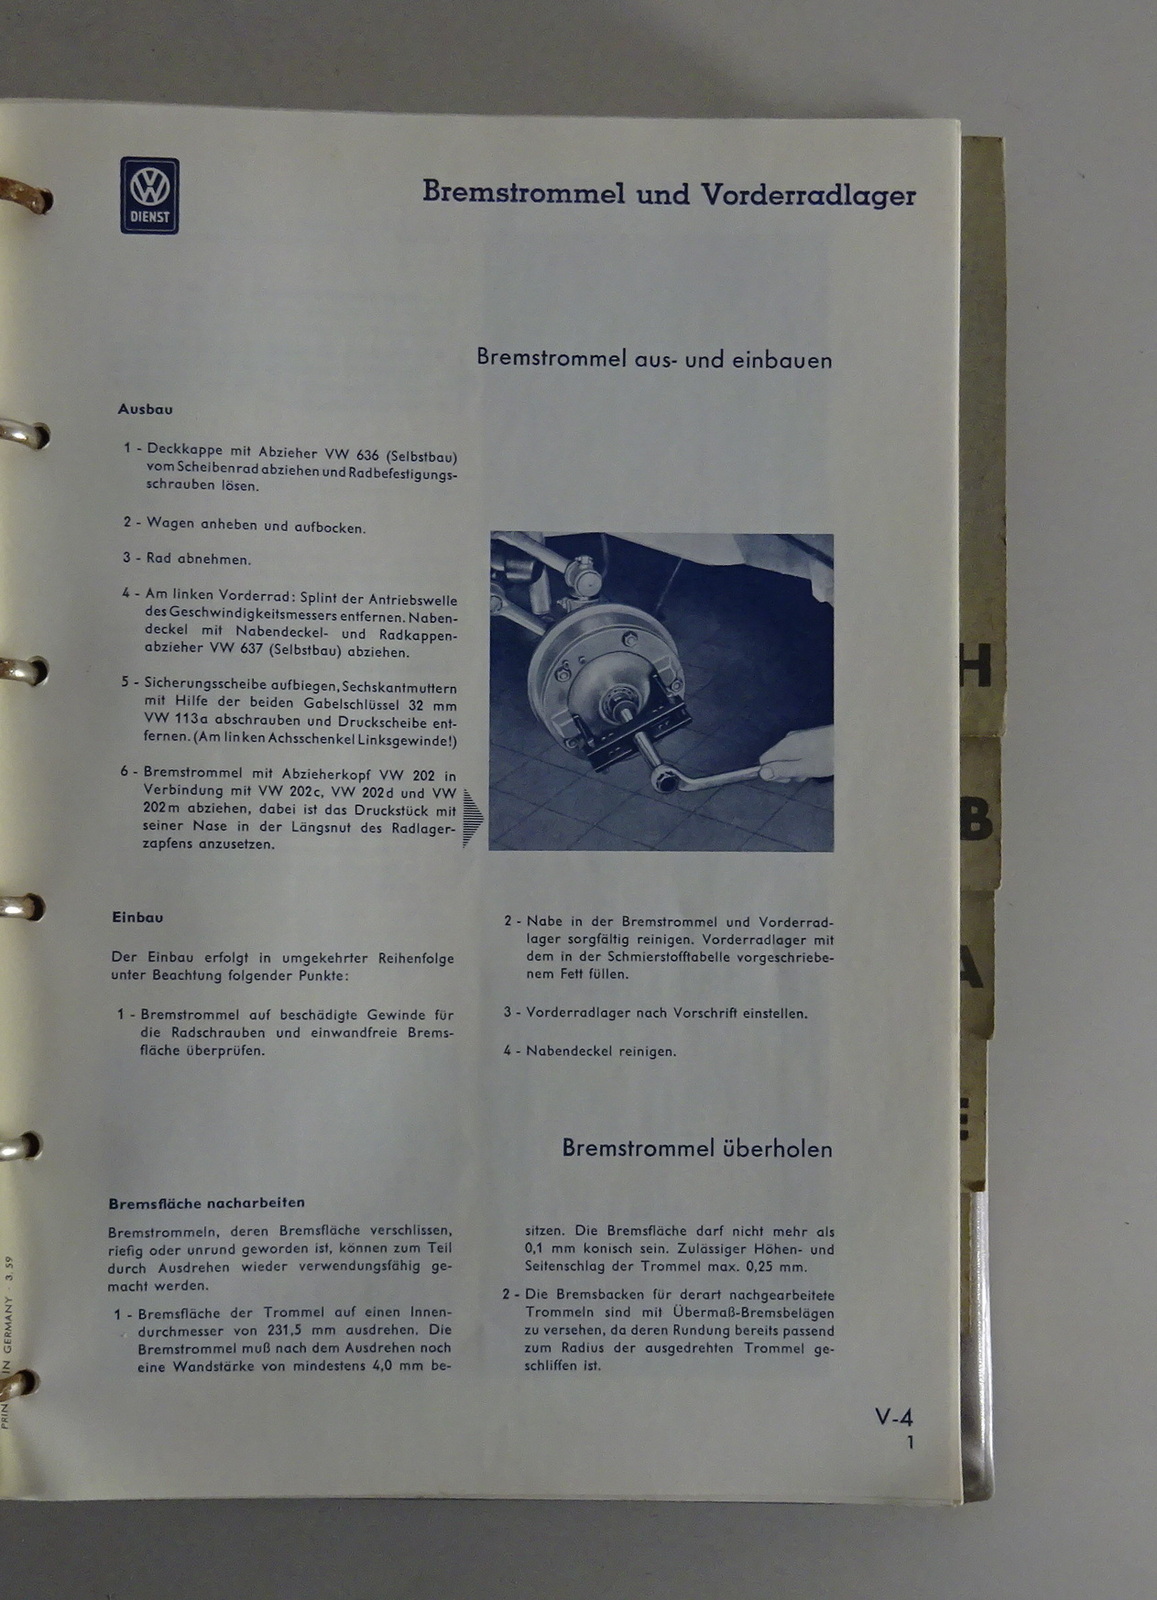 VW
DIENST
Bremstrommel und Vorderradlager
Bremstrommel aus- und einbauen
Ausbau
1 - Deckkappe mit Abzieher VW 636 (Selbstbau)
vom Scheibenrad abziehen und Radbefestigungs-
schrauben lösen.
2 - Wagen anheben und aufbocken.
3 - Rad abnehmen.
4 - Am linken Vorderrad: Splint der Antriebswelle
des Geschwindigkeitsmessers entfernen. Naben-
deckel mit Nabendeckel- und Radkappen-
abzieher VW 637 (Selbstbau) abziehen.
5 - Sicherungsscheibe aufbiegen, Sechskantmuttern
mit Hilfe der beiden Gabelschlüssel 32 mm
VW 113a abschrauben und Druckscheibe ent-
fernen. (Am linken Achsschenkel Linksgewinde!)
6 - Bremstrommel mit Abzieherkopf VW 202 in
Verbindung mit VW 202c, VW 202d und VW
202m abziehen, dabei ist das Druckstück mit
seiner Nase in der Längsnut des Radlager-
zapfens anzusetzen.
Einbau
Der Einbau erfolgt in umgekehrter Reihenfolge
unter Beachtung folgender Punkte:
1 - Bremstrommel auf beschädigte Gewinde für
die Radschrauben und einwandfreie Brems-
fläche überprüfen.
2 - Nabe in der Bremstrommel und Vorderrad-
lager sorgfältig reinigen. Vorderradlager mit
dem in der Schmierstofftabelle vorgeschriebe-
nem Fett füllen.
3 - Vorderradlager nach Vorschrift einstellen.
4 - Nabendeckel reinigen.
Bremstrommel überholen
Bremsfläche nacharbeiten
Bremstrommeln, deren Bremsfläche verschlissen,
riefig oder unrund geworden ist, können zum Teil
durch Ausdrehen wieder verwendungsfähig ge-
macht werden.
1 - Bremsfläche der Trommel auf einen Innen-
durchmesser von 231,5 mm ausdrehen. Die
Bremstrommel muß nach dem Ausdrehen noch
eine Wandstärke von mindestens 4,0 mm be-
sitzen. Die Bremsfläche darf nicht mehr als
0,1 mm konisch sein. Zulässiger Höhen- und
Seitenschlag der Trommel max. 0,25 mm.
2 - Die Bremsbacken für derart nachgearbeitete
Trommeln sind mit Übermaß-Bremsbelägen
zu versehen, da deren Rundung bereits passend
zum Radius der ausgedrehten Trommel ge-
schliffen ist.
V-4
1
IN GERMANY · 3. 59
H
B
A
E